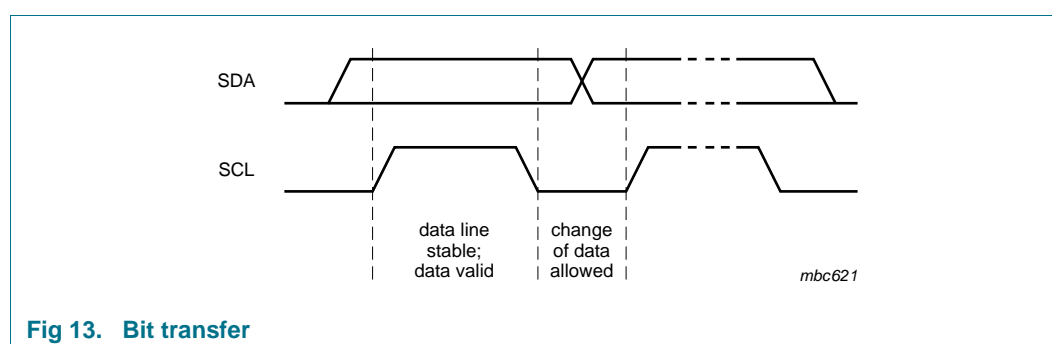 SDA
SCL
data line
stable;
data valid
change
of data
allowed
mbc621
Fig 13. Bit transfer